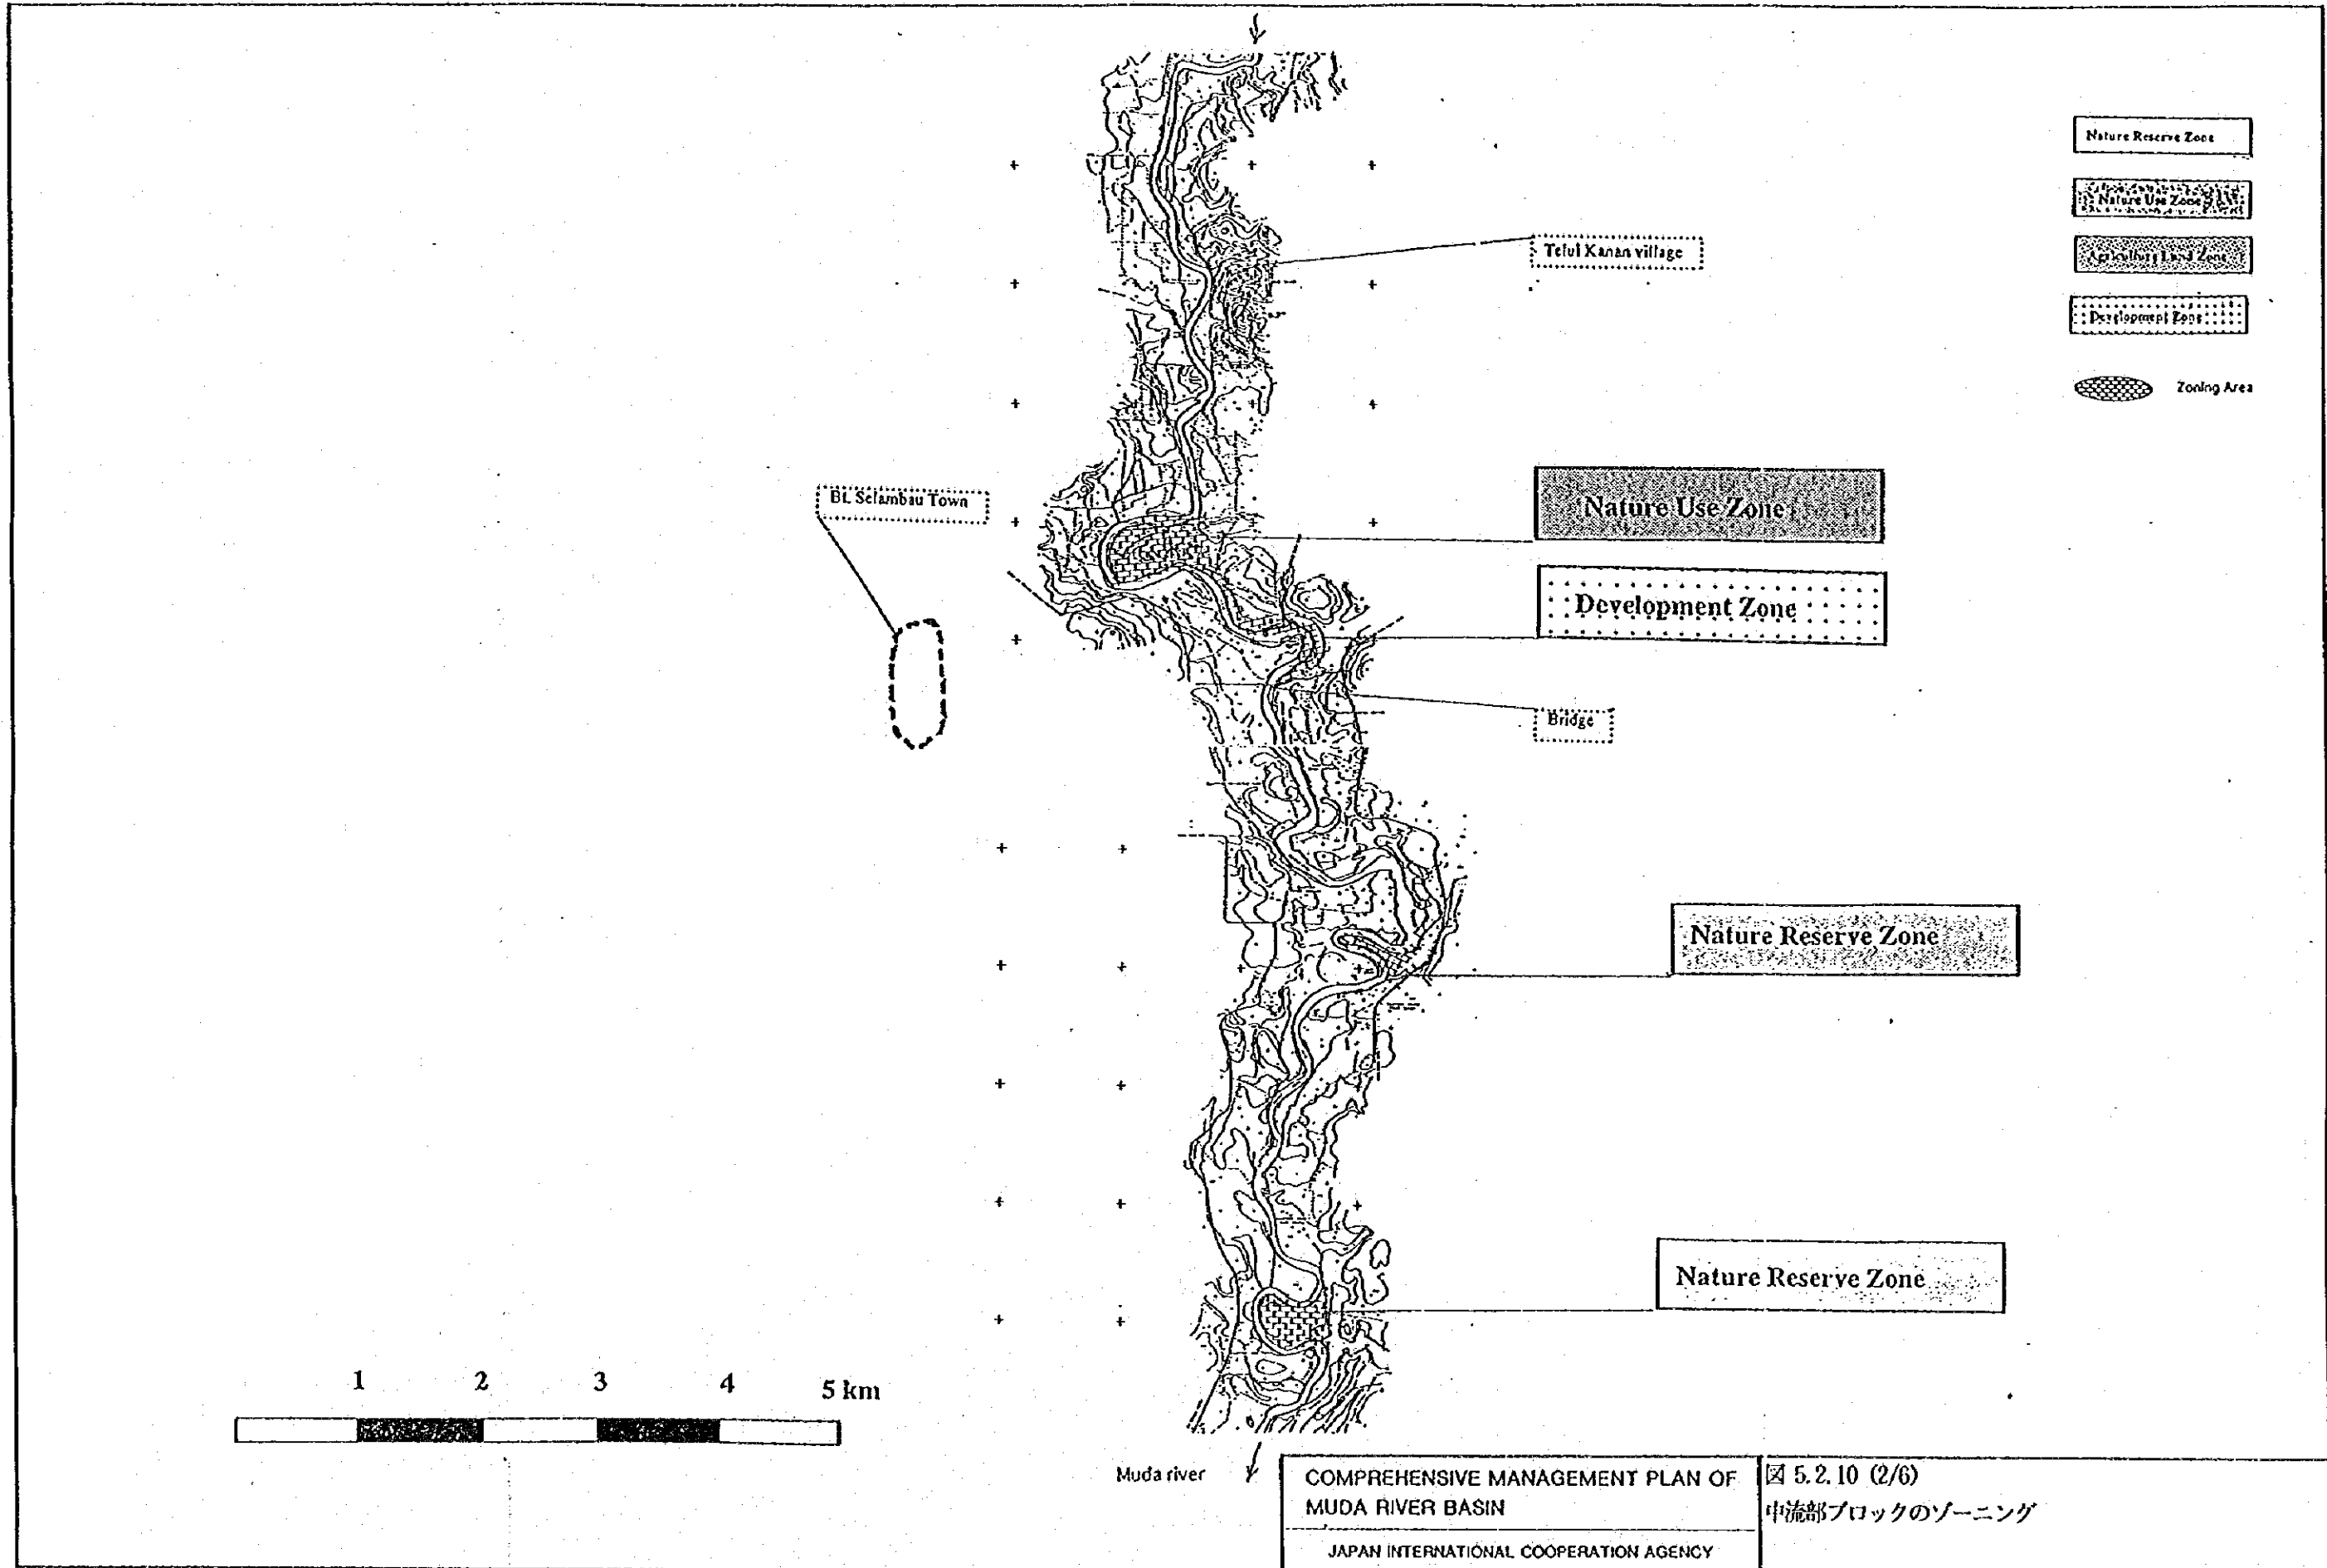 Nature Reserve Zone
Nature Use Zone
Agriculture Land Zone
Development Zone
Zoning Area
Teluk Kanan village
Bt. Selambau Town
Nature Use Zone
Development Zone
Bridge
Nature Reserve Zone
Nature Reserve Zone
1 2 3 4 5 km
Muda river
COMPREHENSIVE MANAGEMENT PLAN OF
MUDA RIVER BASIN
JAPAN INTERNATIONAL COOPERATION AGENCY
図 5.2.10 (2/6)
中流部ブロックのゾーニング